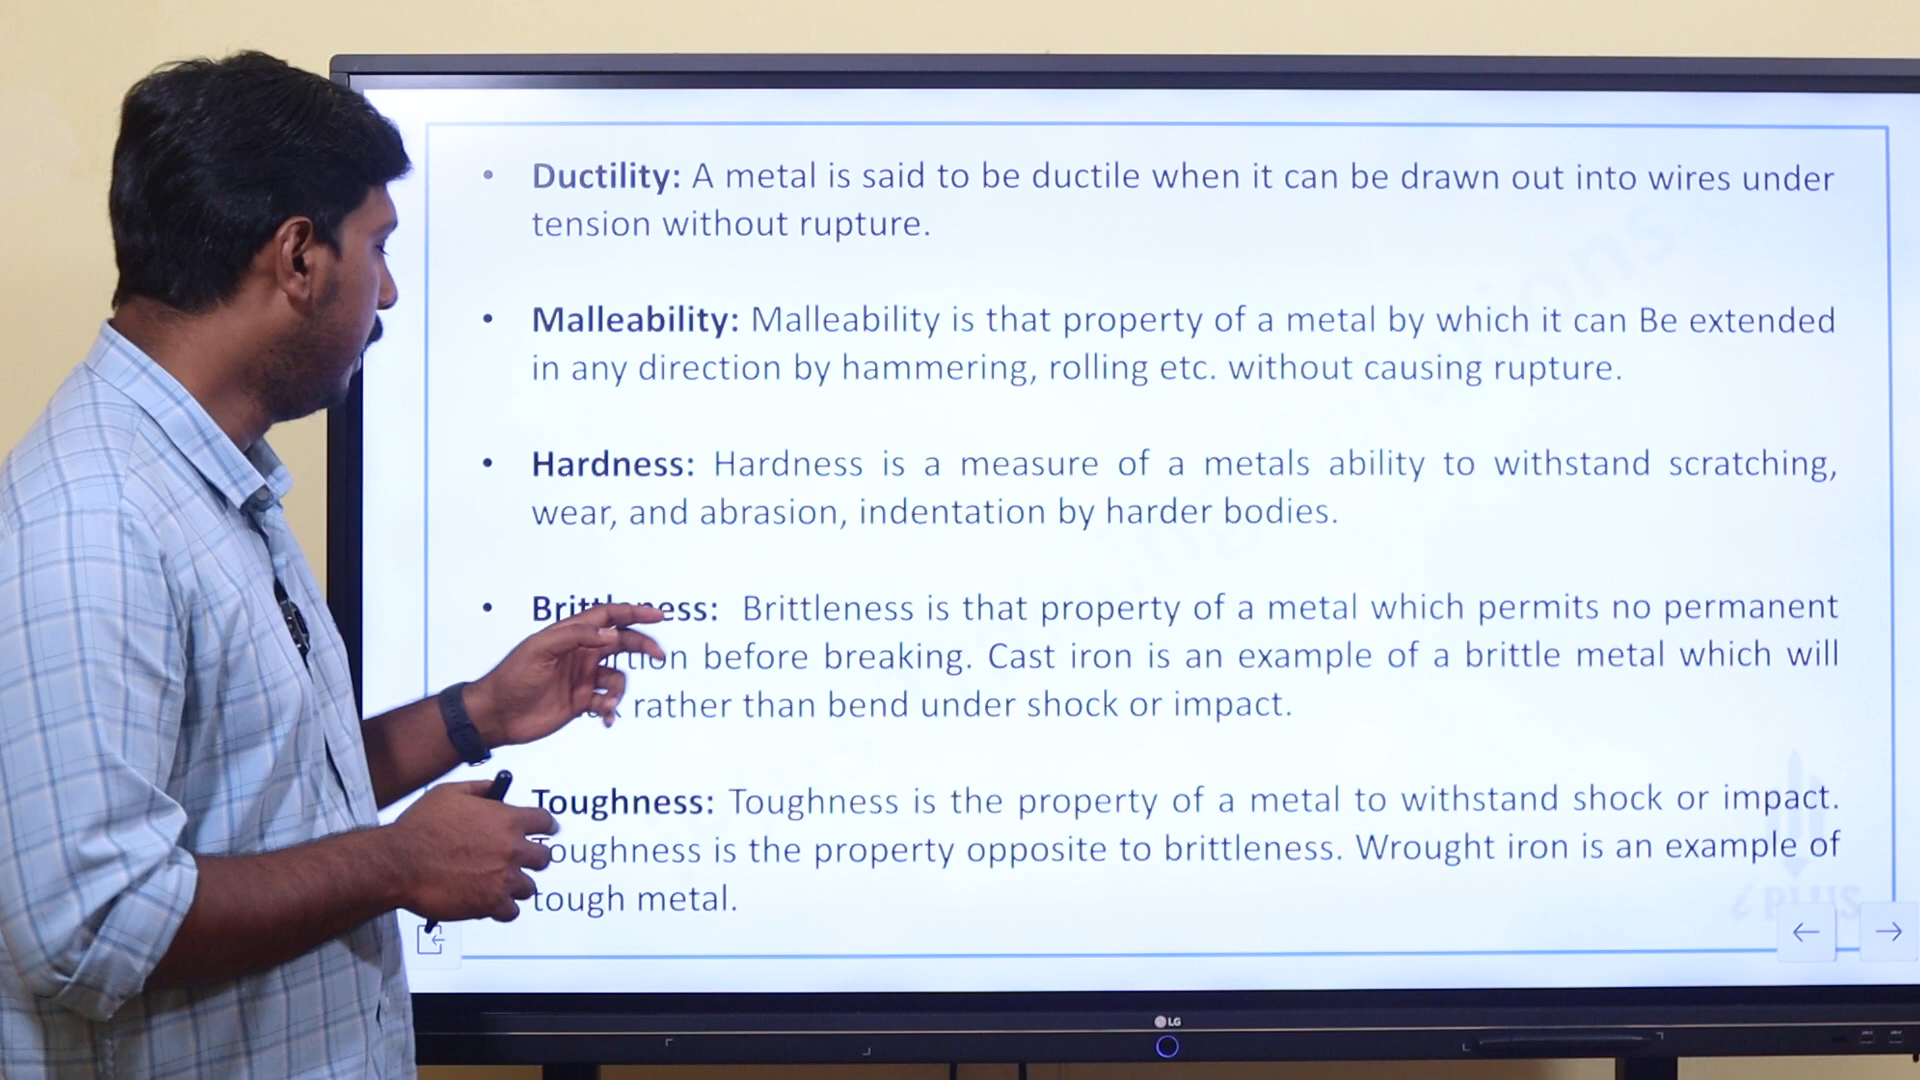 • Ductility: A metal is said to be ductile when it can be drawn out into wires under
tension without rupture.
• Malleability: Malleability is that property of a metal by which it can Be extended
in any direction by hammering, rolling etc. without causing rupture.
• Hardness: Hardness is a measure of a metals ability to withstand scratching,
wear, and abrasion, indentation by harder bodies.
• Brittleness: Brittleness is that property of a metal which permits no permanent
before breaking. Cast iron is an example of a brittle metal which will
rather than bend under shock or impact.
Toughness: Toughness is the property of a metal to withstand shock or impact.
Toughness is the property opposite to brittleness. Wrought iron is an example of
tough metal.
i PLUS
LG